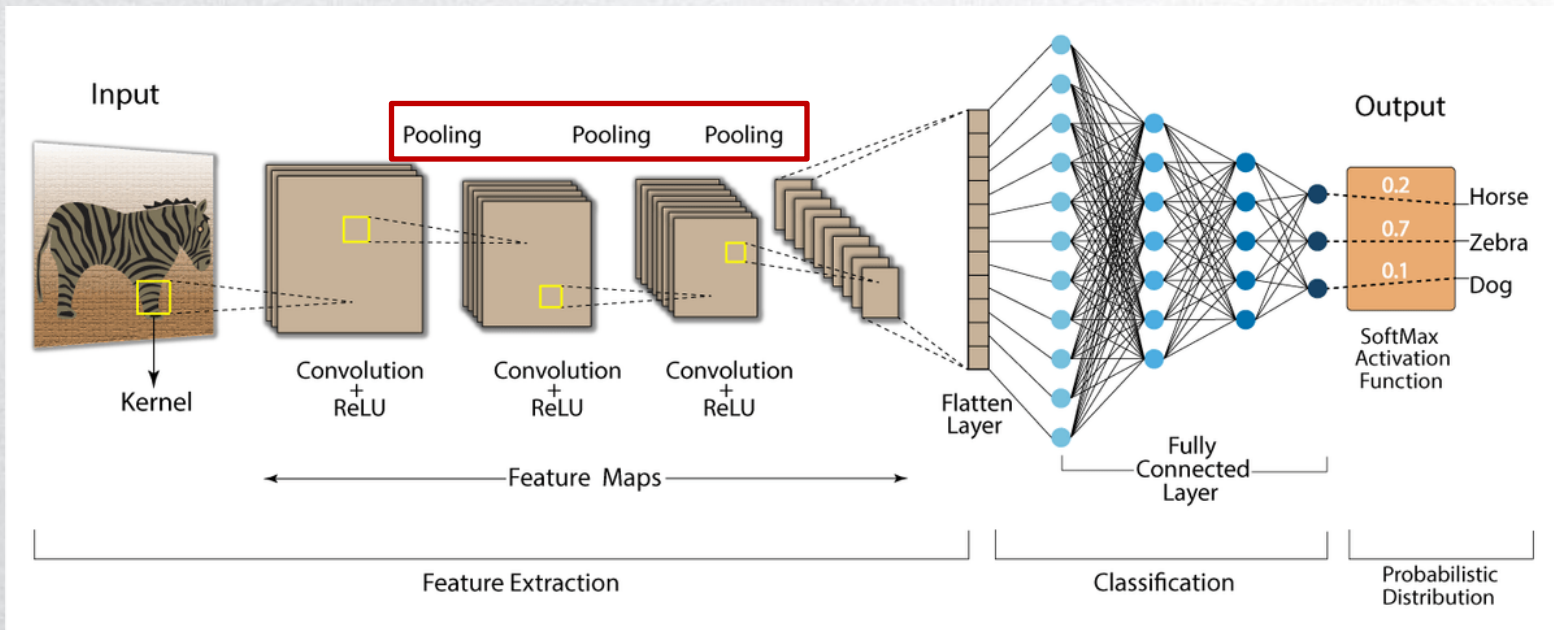 Input
Pooling
Pooling
Pooling
Output
0.2
Horse
0.7
Zebra
0.1
Dog
SoftMax
Activation
Function
Kernel
Convolution
+
ReLU
Convolution
+
ReLU
Convolution
+
ReLU
Flatten
Layer
Fully
Connected
Layer
Feature Maps
Feature Extraction
Classification
Probabilistic
Distribution